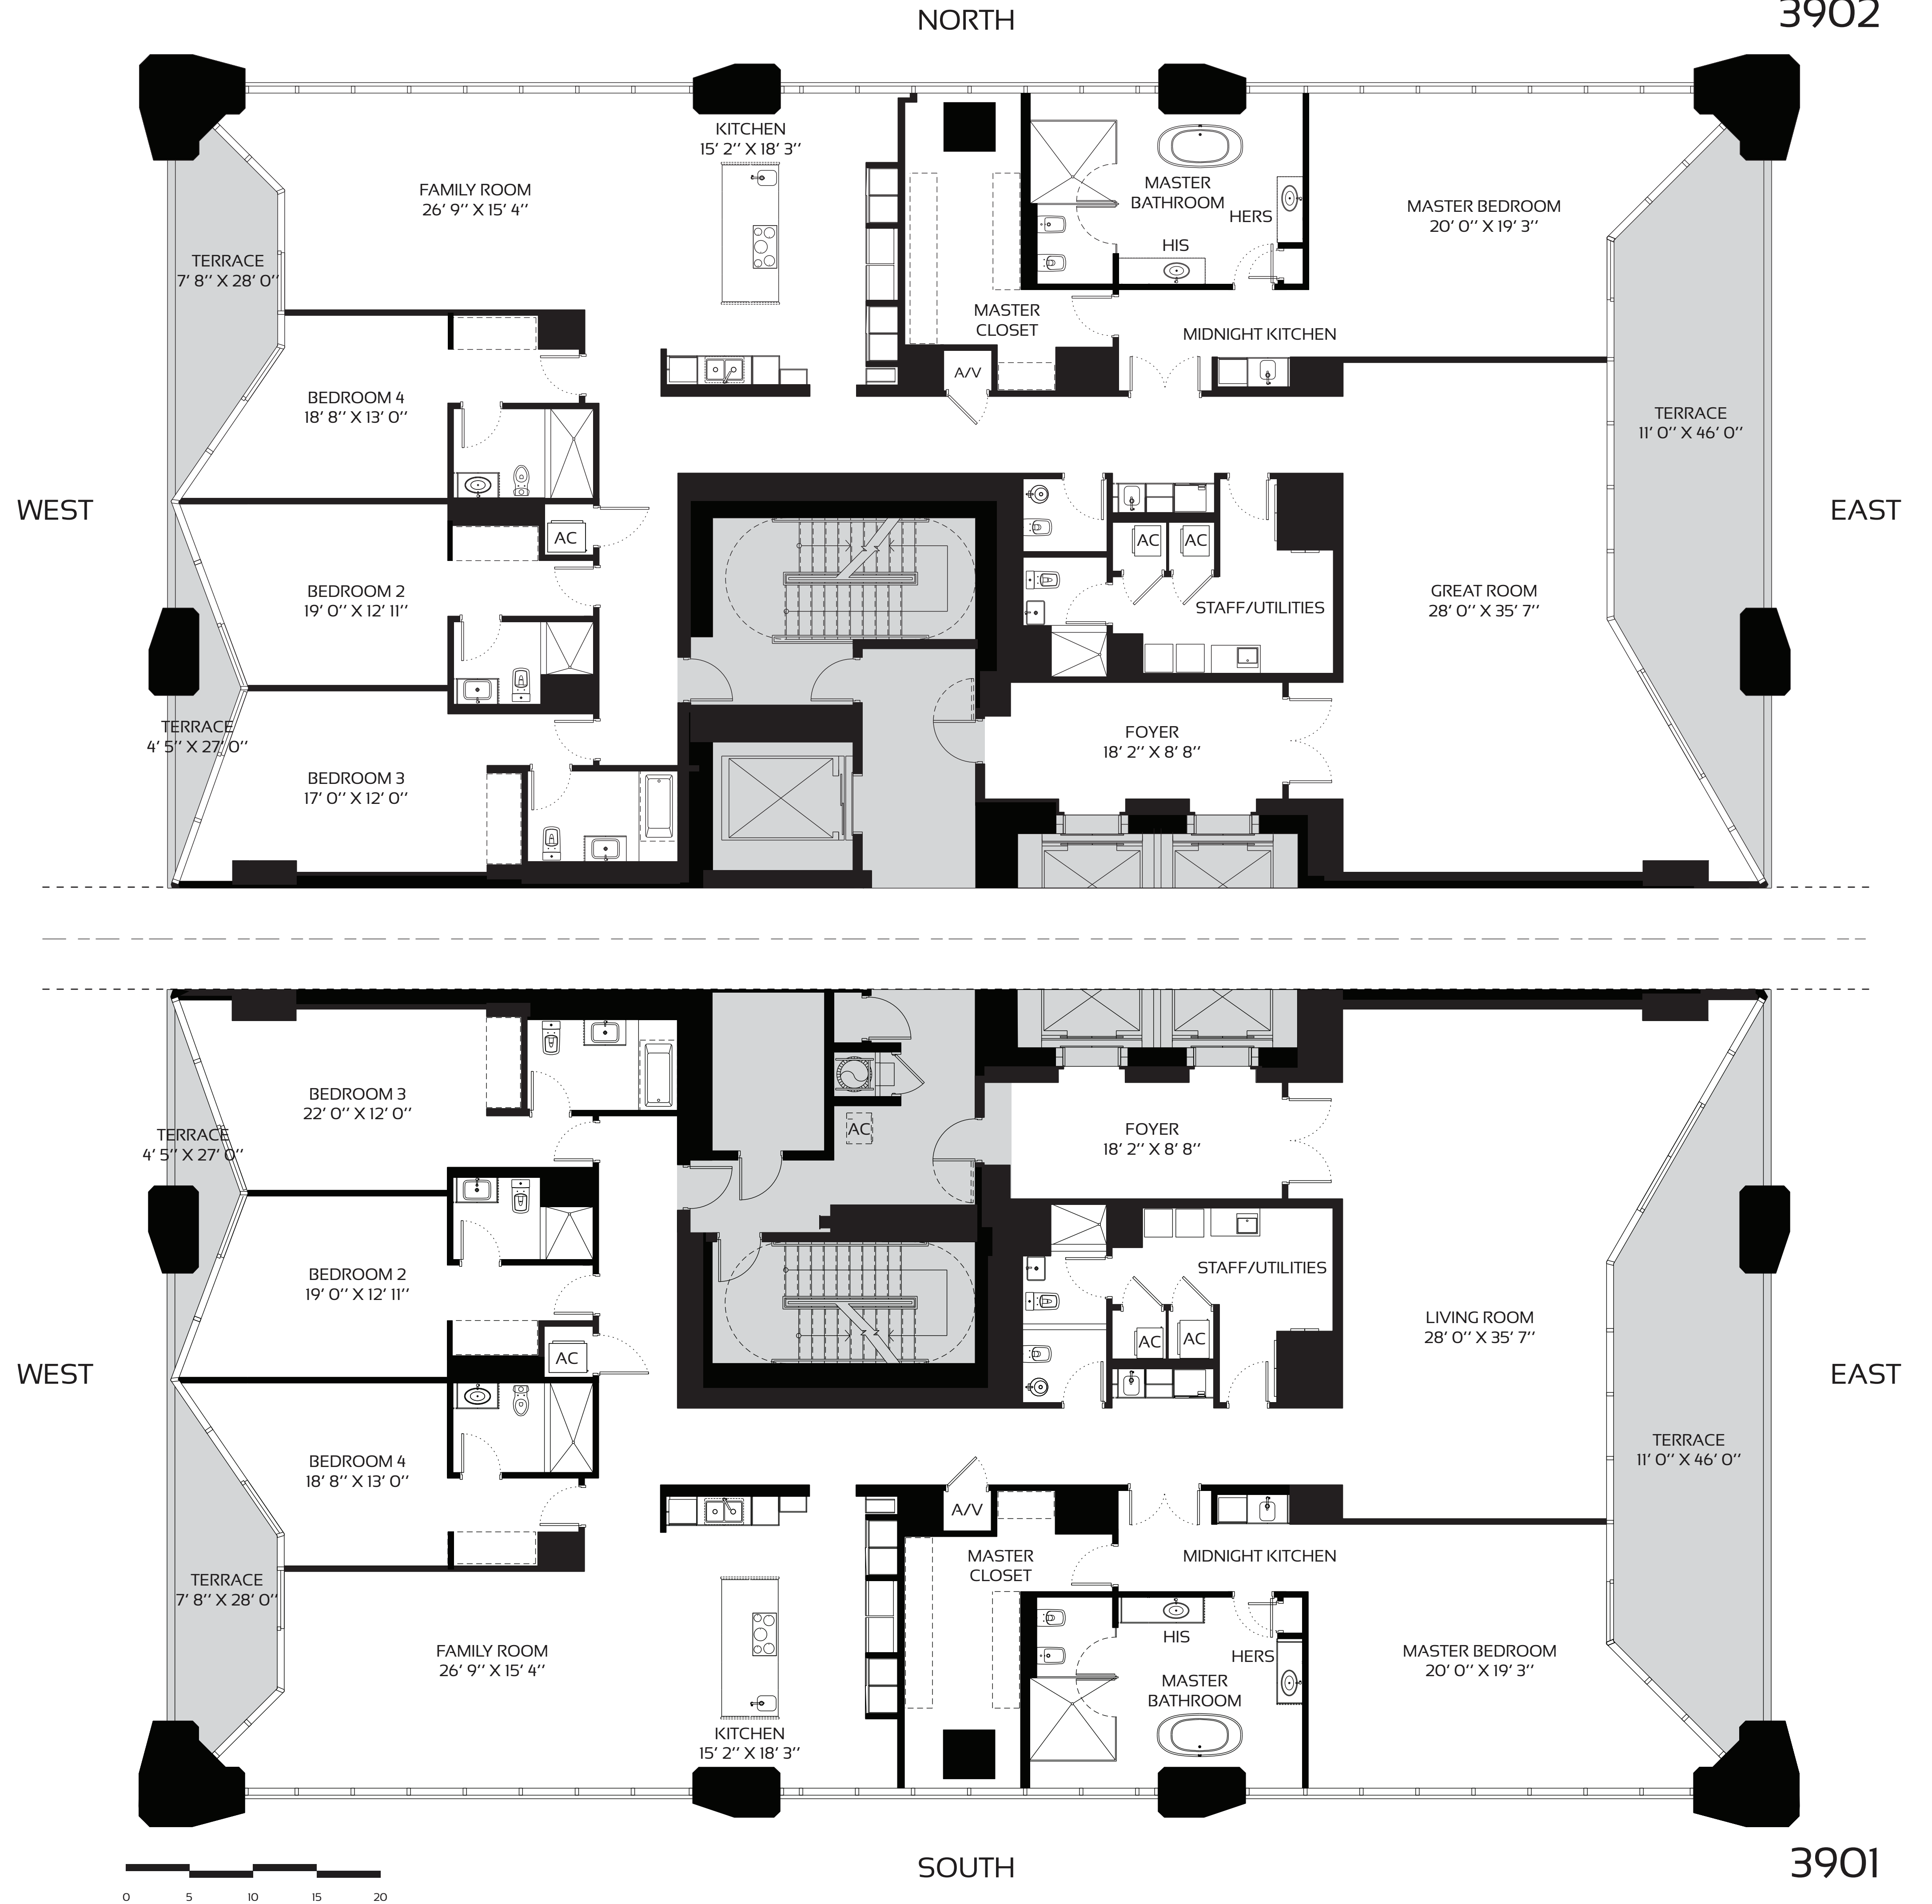 3902
NORTH
KITCHEN
15’ 2’’ X 18’ 3’’
FAMILY ROOM
26’ 9’’ X 15’ 4’’
MASTER
BATHROOM
HERS
HIS
MASTER BEDROOM
20’ 0’’ X 19’ 3’’
TERRACE
7’ 8’’ X 28’ 0’’
MASTER
CLOSET
MIDNIGHT KITCHEN
A/V
BEDROOM 4
18’ 8’’ X 13’ 0’’
TERRACE
11’ 0’’ X 46’ 0’’
WEST
EAST
AC
AC
AC
BEDROOM 2
19’ 0’’ X 12’ 11’’
STAFF/UTILITIES
GREAT ROOM
28’ 0’’ X 35’ 7’’
TERRACE
4’ 5’’ X 27’ 0’’
FOYER
18’ 2’’ X 8’ 8’’
BEDROOM 3
17’ 0’’ X 12’ 0’’
BEDROOM 3
22’ 0’’ X 12’ 0’’
TERRACE
4’ 5’’ X 27’ 0’’
AC
FOYER
18’ 2’’ X 8’ 8’’
BEDROOM 2
19’ 0’’ X 12’ 11’’
STAFF/UTILITIES
LIVING ROOM
28’ 0’’ X 35’ 7’’
AC
AC
AC
WEST
EAST
BEDROOM 4
18’ 8’’ X 13’ 0’’
TERRACE
11’ 0’’ X 46’ 0’’
A/V
MASTER
CLOSET
MIDNIGHT KITCHEN
TERRACE
7’ 8’’ X 28’ 0’’
HIS
HERS
FAMILY ROOM
26’ 9’’ X 15’ 4’’
MASTER
BATHROOM
MASTER BEDROOM
20’ 0’’ X 19’ 3’’
KITCHEN
15’ 2’’ X 18’ 3’’
SOUTH
3901
0 5 10 15 20